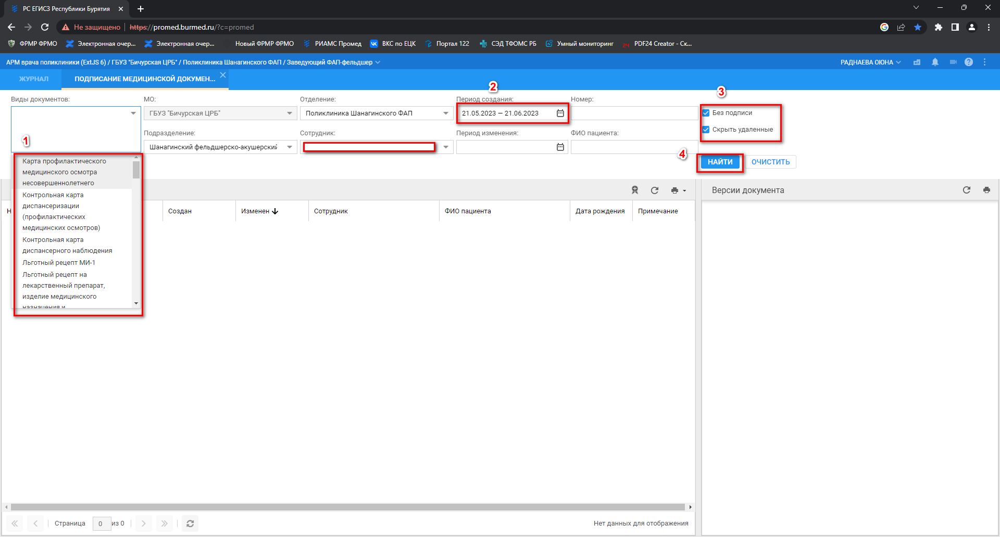 РС ЕГИСЗ Республики Бурятия
Не защищено https://promed.burmed.ru/?c=promed
ФРМР ФРМО Электронная очер... Электронная очер... Новый ФРМР ФРМО РИАМС Промед ВКС по ЕЦК Портал 122 СЭД ТФОМС РБ Умный мониторинг PDF24 Creator - Ск...
АРМ врача поликлиники (ExtJS 6) / ГБУЗ "Бичурская ЦРБ" / Поликлиника Шанагинского ФАП / Заведующий ФАП-фельдшер РАДНАЕВА ОЮНА
ЖУРНАЛ ПОДПИСАНИЕ МЕДИЦИНСКОЙ ДОКУМЕН...
2
3
Виды документов: МО: Отделение: Период создания: Номер:
ГБУЗ "Бичурская ЦРБ" Поликлиника Шанагинского ФАП 21.05.2023 — 21.06.2023 Без подписи
Подразделение: Сотрудник: Период изменения: ФИО пациента: Скрыть удаленные
1
Шанагинский фельдшерско-акушерский
4
НАЙТИ ОЧИСТИТЬ
Карта профилактического
медицинского осмотра
несовершеннолетнего
Контрольная карта
диспансеризации
(профилактических
медицинских осмотров)
Контрольная карта
диспансерного наблюдения
Льготный рецепт МИ-1
Льготный рецепт на
лекарственный препарат,
изделие медицинского
назначения и
Версии документа
Н Создан Изменен Сотрудник ФИО пациента Дата рождения Примечание
Страница 0 из 0 Нет данных для отображения